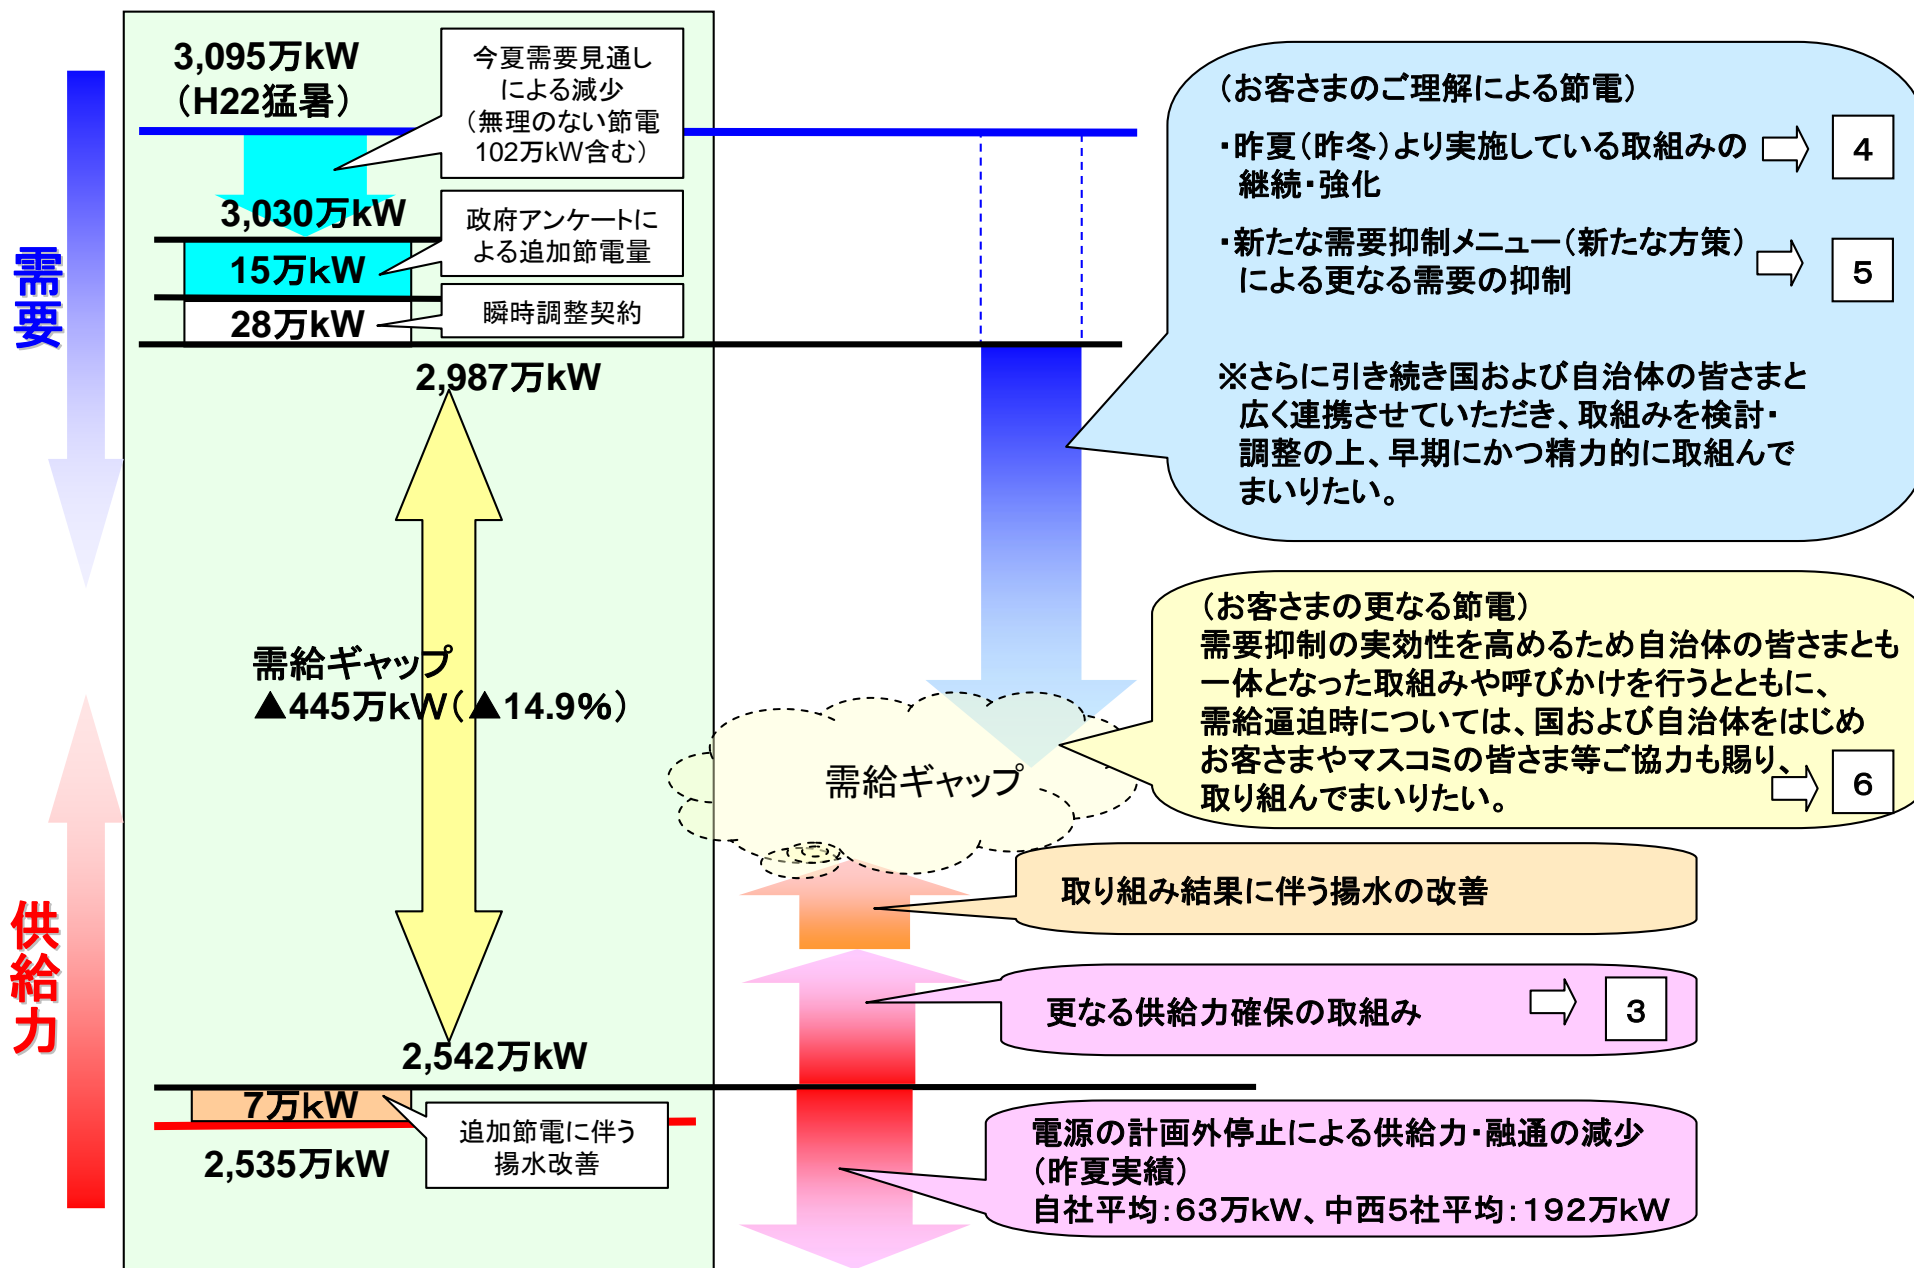 需要
供給力
3,095万kW
（H22猛暑）
今夏需要見通し
による減少
（無理のない節電
102万kW含む）
3,030万kW
政府アンケートに
よる追加節電量
15万kW
瞬時調整契約
28万kW
2,987万kW
需給ギャップ
▲445万kW（▲14.9%）
2,542万kW
7万kW
追加節電に伴う
揚水改善
2,535万kW
（お客さまのご理解による節電）
・昨夏（昨冬）より実施している取組みの
継続・強化
4
・新たな需要抑制メニュー（新たな方策）
による更なる需要の抑制
5
※さらに引き続き国および自治体の皆さまと
広く連携させていただき、取組みを検討・
調整の上、早期にかつ精力的に取組んで
まいりたい。
（お客さまの更なる節電）
需要抑制の実効性を高めるため自治体の皆さまとも
一体となった取組みや呼びかけを行うとともに、
需給逼迫時については、国および自治体をはじめ
お客さまやマスコミの皆さま等ご協力も賜り、
取り組んでまいりたい。
6
需給ギャップ
取り組み結果に伴う揚水の改善
更なる供給力確保の取組み
3
電源の計画外停止による供給力・融通の減少
（昨夏実績）
自社平均：63万kW、中西5社平均：192万kW